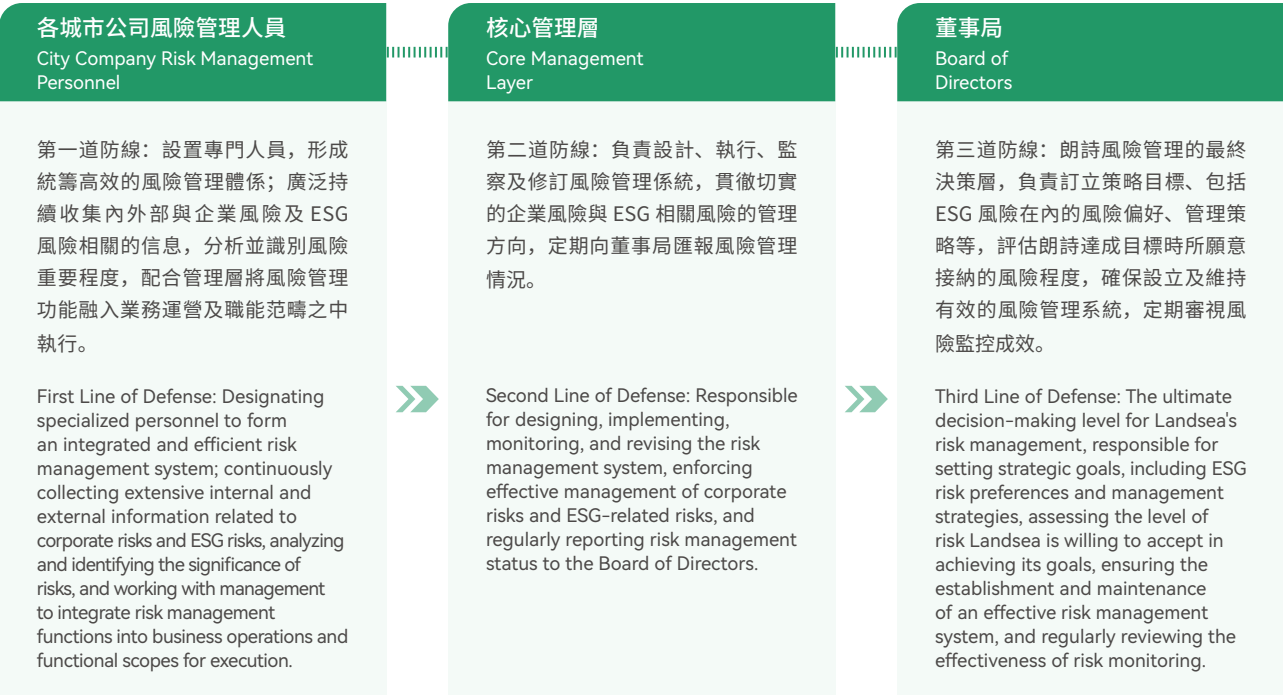 各城市公司風險管理人員
City Company Risk Management
Personnel
第一道防線：設置專門人員，形成
統籌高效的風險管理體係；廣泛持
續收集內外部與企業風險及 ESG
風險相關的信息，分析並識別風險
重要程度，配合管理層將風險管理
功能融入業務運營及職能范疇之中
執行。
First Line of Defense: Designating
specialized personnel to form
an integrated and efficient risk
management system; continuously
collecting extensive internal and
external information related to
corporate risks and ESG risks, analyzing
and identifying the significance of
risks, and working with management
to integrate risk management
functions into business operations and
functional scopes for execution.
核心管理層
Core Management
Layer
第二道防線：負責設計、執行、監
察及修訂風險管理係統，貫徹切實
的企業風險與 ESG 相關風險的管理
方向，定期向董事局匯報風險管理
情況。
Second Line of Defense: Responsible
for designing, implementing,
monitoring, and revising the risk
management system, enforcing
effective management of corporate
risks and ESG-related risks, and
regularly reporting risk management
status to the Board of Directors.
董事局
Board of
Directors
第三道防線：朗詩風險管理的最終
決策層，負責訂立策略目標、包括
ESG 風險在內的風險偏好、管理策
略等，評估朗詩達成目標時所願意
接納的風險程度，確保設立及維持
有效的風險管理系統，定期審視風
險監控成效。
Third Line of Defense: The ultimate
decision-making level for Landsea's
risk management, responsible for
setting strategic goals, including ESG
risk preferences and management
strategies, assessing the level of
risk Landsea is willing to accept in
achieving its goals, ensuring the
establishment and maintenance
of an effective risk management
system, and regularly reviewing the
effectiveness of risk monitoring.